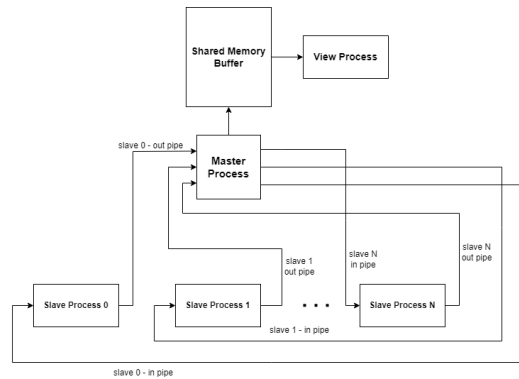 Shared Memory
Buffer
View Process
slave 0 - out pipe
Master
Process
slave 1
out pipe
slave N
in pipe
slave N
out pipe
Slave Process 0
Slave Process 1
Slave Process N
slave 1 - in pipe
slave 0 - in pipe